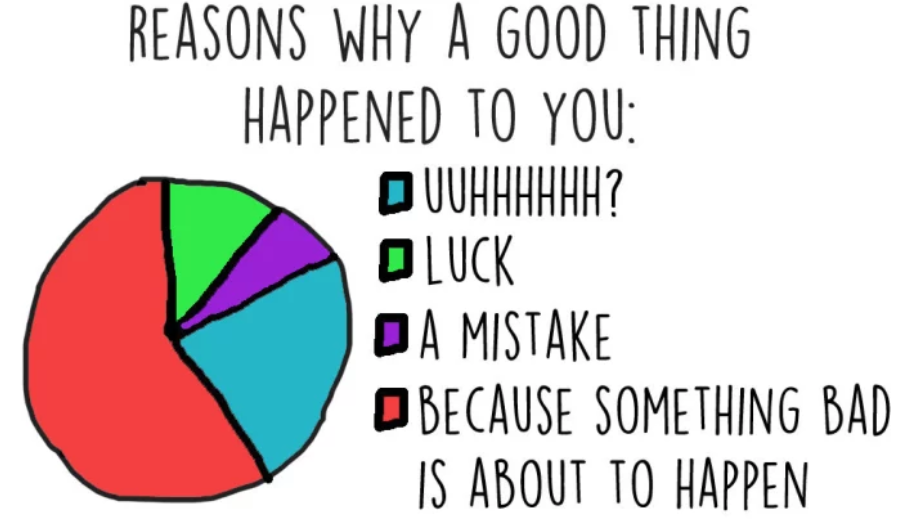 REASONS WHY A GOOD THING
HAPPENED TO YOU:
UUHHHHHH?
LUCK
A MISTAKE
BECAUSE SOMETHING BAD
IS ABOUT TO HAPPEN